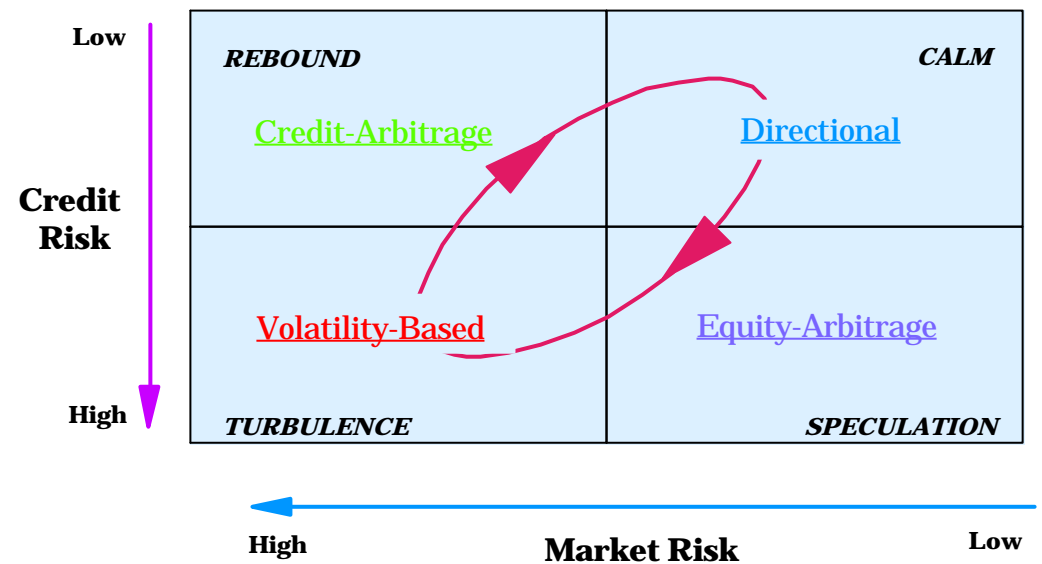 Low
REBOUND
CALM
Credit-Arbitrage
Directional
Credit
Risk
Volatility-Based
Equity-Arbitrage
High
TURBULENCE
SPECULATION
High
Market Risk
Low